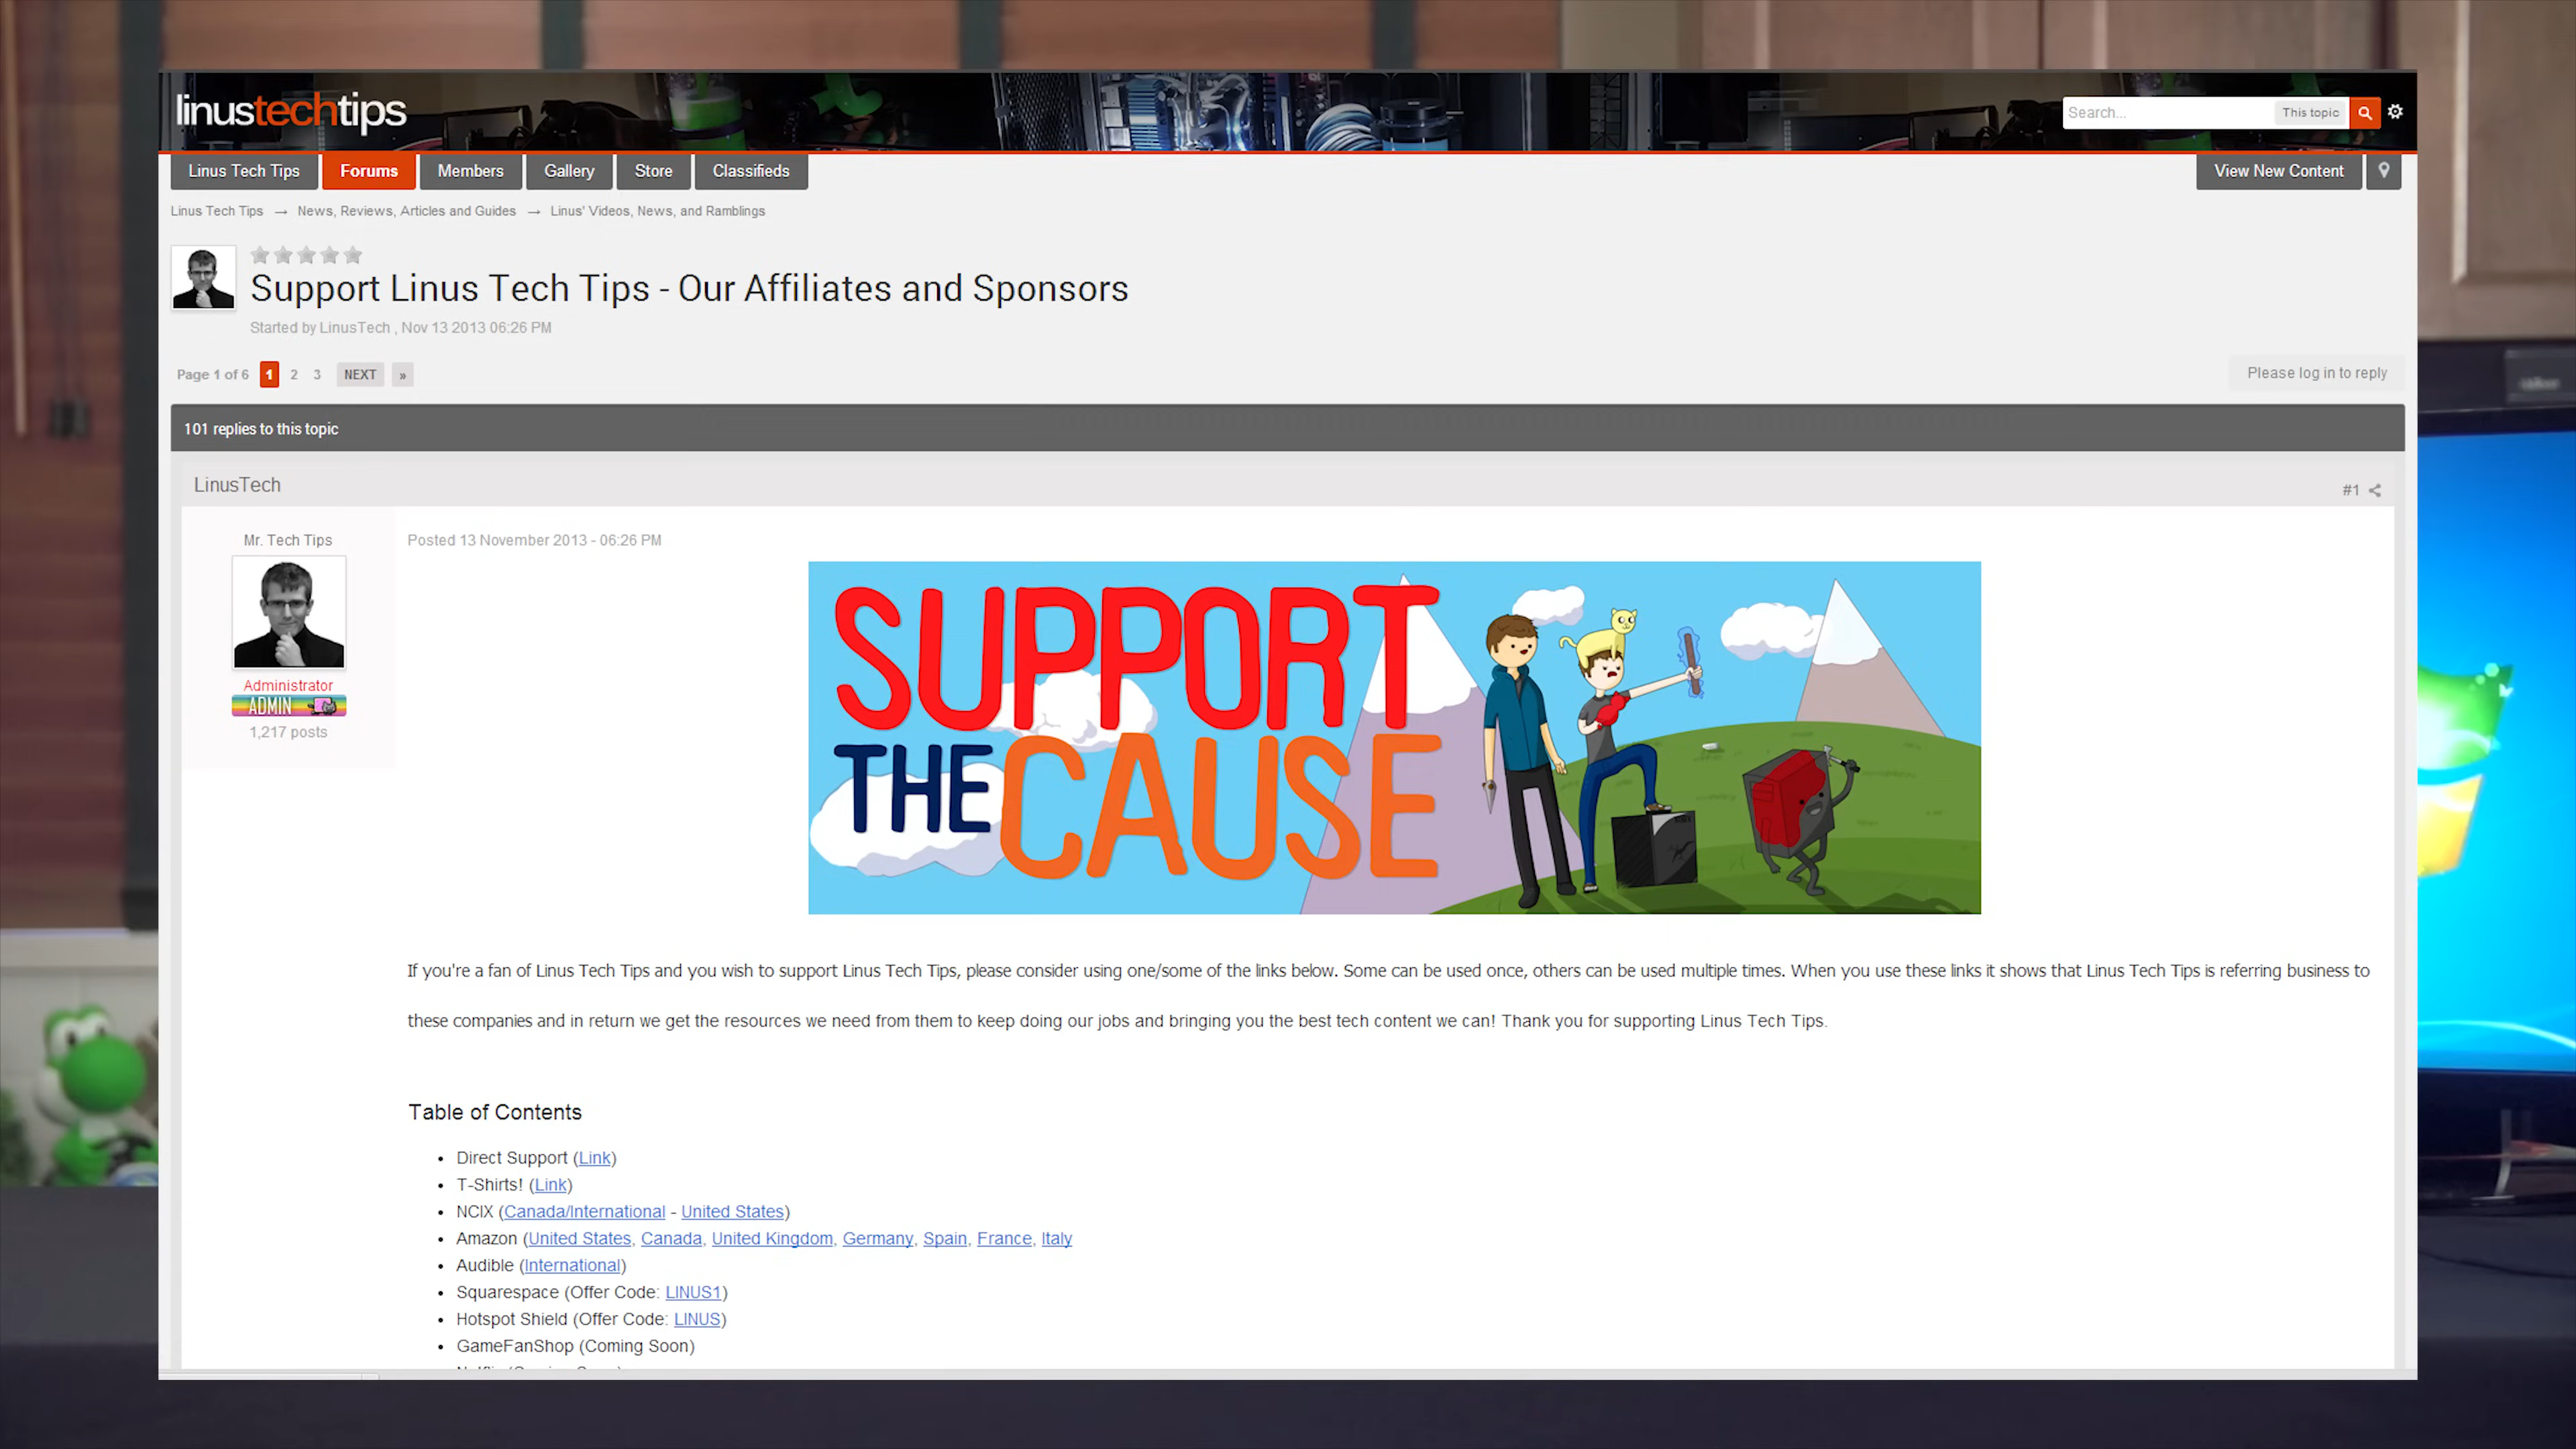 linustechtips
Search...
This topic
Linus Tech Tips
Forums
Members
Gallery
Store
Classifieds
View New Content
Linus Tech Tips → News, Reviews, Articles and Guides → Linus' Videos, News, and Ramblings
Support Linus Tech Tips - Our Affiliates and Sponsors
Started by LinusTech , Nov 13 2013 06:26 PM
Page 1 of 6 1 2 3 NEXT »
Please log in to reply
101 replies to this topic
LinusTech
#1
Mr. Tech Tips
Administrator
ADMIN
1,217 posts
Posted 13 November 2013 - 06:26 PM
SUPPORT
THE CAUSE
If you're a fan of Linus Tech Tips and you wish to support Linus Tech Tips, please consider using one/some of the links below. Some can be used once, others can be used multiple times. When you use these links it shows that Linus Tech Tips is referring business to
these companies and in return we get the resources we need from them to keep doing our jobs and bringing you the best tech content we can! Thank you for supporting Linus Tech Tips.
Table of Contents
• Direct Support (Link)
• T-Shirts! (Link)
• NCIX (Canada/International - United States)
• Amazon (United States, Canada, United Kingdom, Germany, Spain, France, Italy
• Audible (International)
• Squarespace (Offer Code: LINUS1)
• Hotspot Shield (Offer Code: LINUS)
• GameFanShop (Coming Soon)